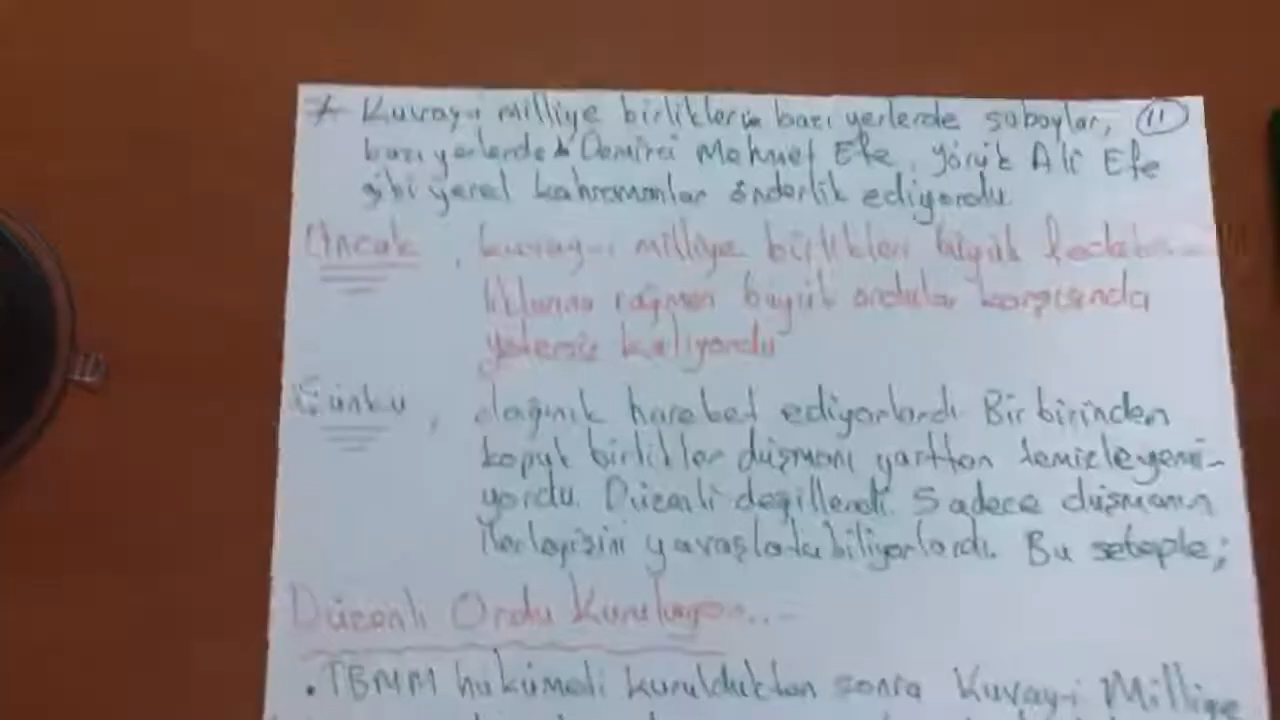 * Kuvay-i milliye birliklerin bazı yerlerde subaylar, 11
bazı yerlerde Demirci Mehmet Efe, Yörük Ali Efe
gibi yerel kahramanlar önderlik ediyordu
Ancak, kuvay-i milliye birlikleri büyük fedakar
lıklarına rağmen büyük ordular karşısında
yetersiz kalıyordu
Çünkü, dağınık hareket ediyorlardı Bir birinden
kopuk birlikler düşmanı yurttan temizleyemi-
yordu. Düzenli değillerdi. Sadece düşmanın
ilerleyişini yavaşlatabiliyorlardı. Bu sebeple;
Düzenli Ordu Kuruluyor...
• TBMM hükümeti kurulduktan sonra Kuvay-i Milliye